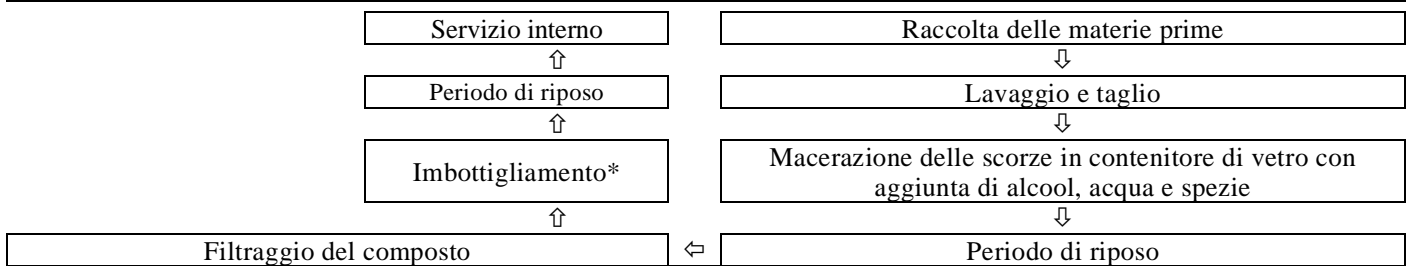 Servizio interno
Raccolta delle materie prime
⇧
⇩
Periodo di riposo
Lavaggio e taglio
⇧
⇩
Imbottigliamento*
Macerazione delle scorze in contenitore di vetro con
aggiunta di alcool, acqua e spezie
⇧
⇩
Filtraggio del composto
⇦
Periodo di riposo